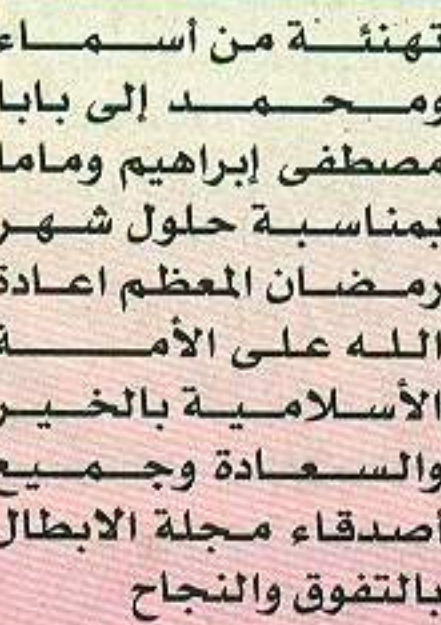 تهنئة من أسماء
ومحمد إلى بابا
مصطفى إبراهيم وماما
بمناسبة حلول شهر
رمضان المعظم اعادة
الله على الأمة
الأسلامية بالخير
والسعادة وجميع
أصدقاء مجلة الابطال
بالتفوق والنجاح